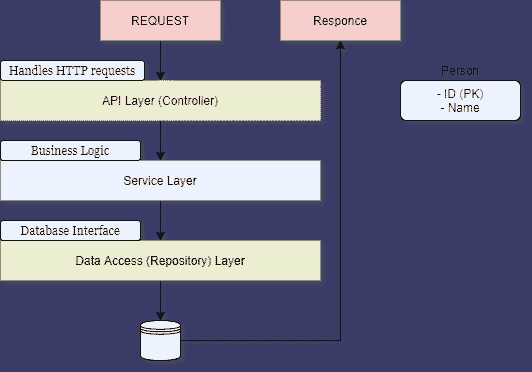 REQUEST
Responce
Handles HTTP requests
API Layer (Controller)
Person
- ID (PK)
- Name
Business Logic
Service Layer
Database Interface
Data Access (Repository) Layer